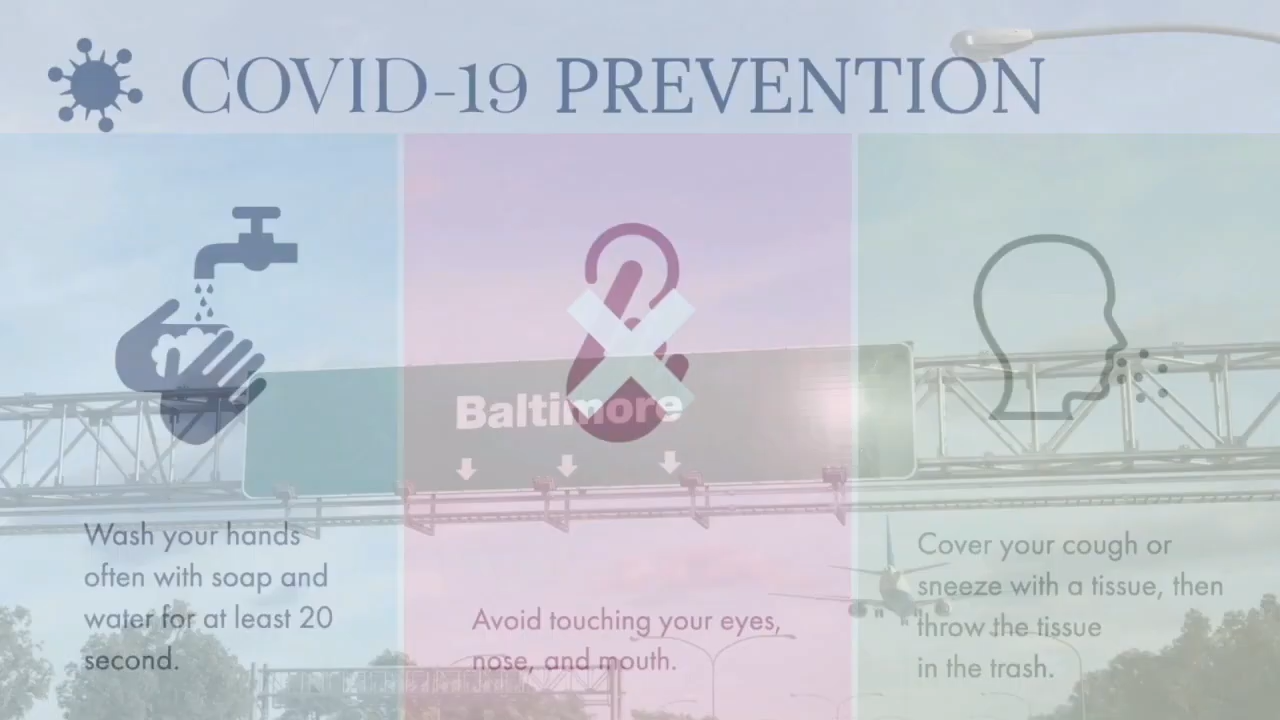 COVID-19 PREVENTION
Baltimore
Wash your hands
often with soap and
water for at least 20
second.
Avoid touching your eyes,
nose, and mouth.
Cover your cough or
sneeze with a tissue, then
throw the tissue
in the trash.